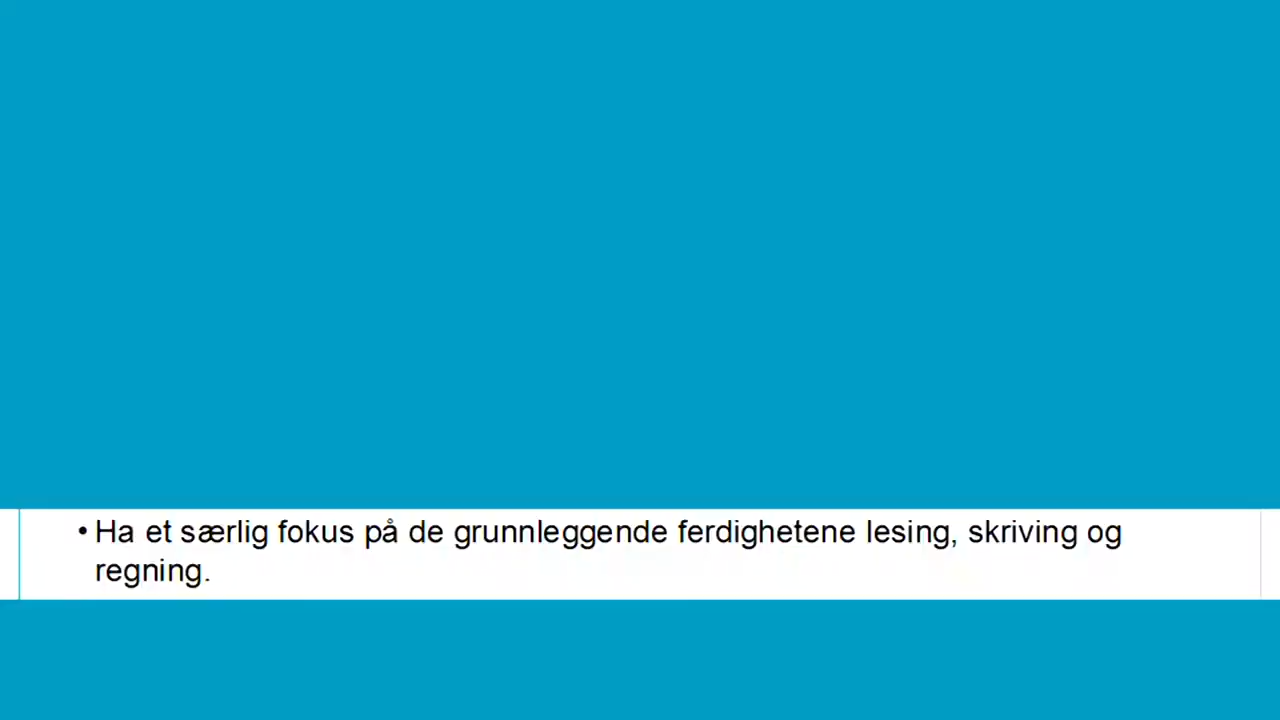 • Ha et særlig fokus på de grunnleggende ferdighetene lesing, skriving og
regning.